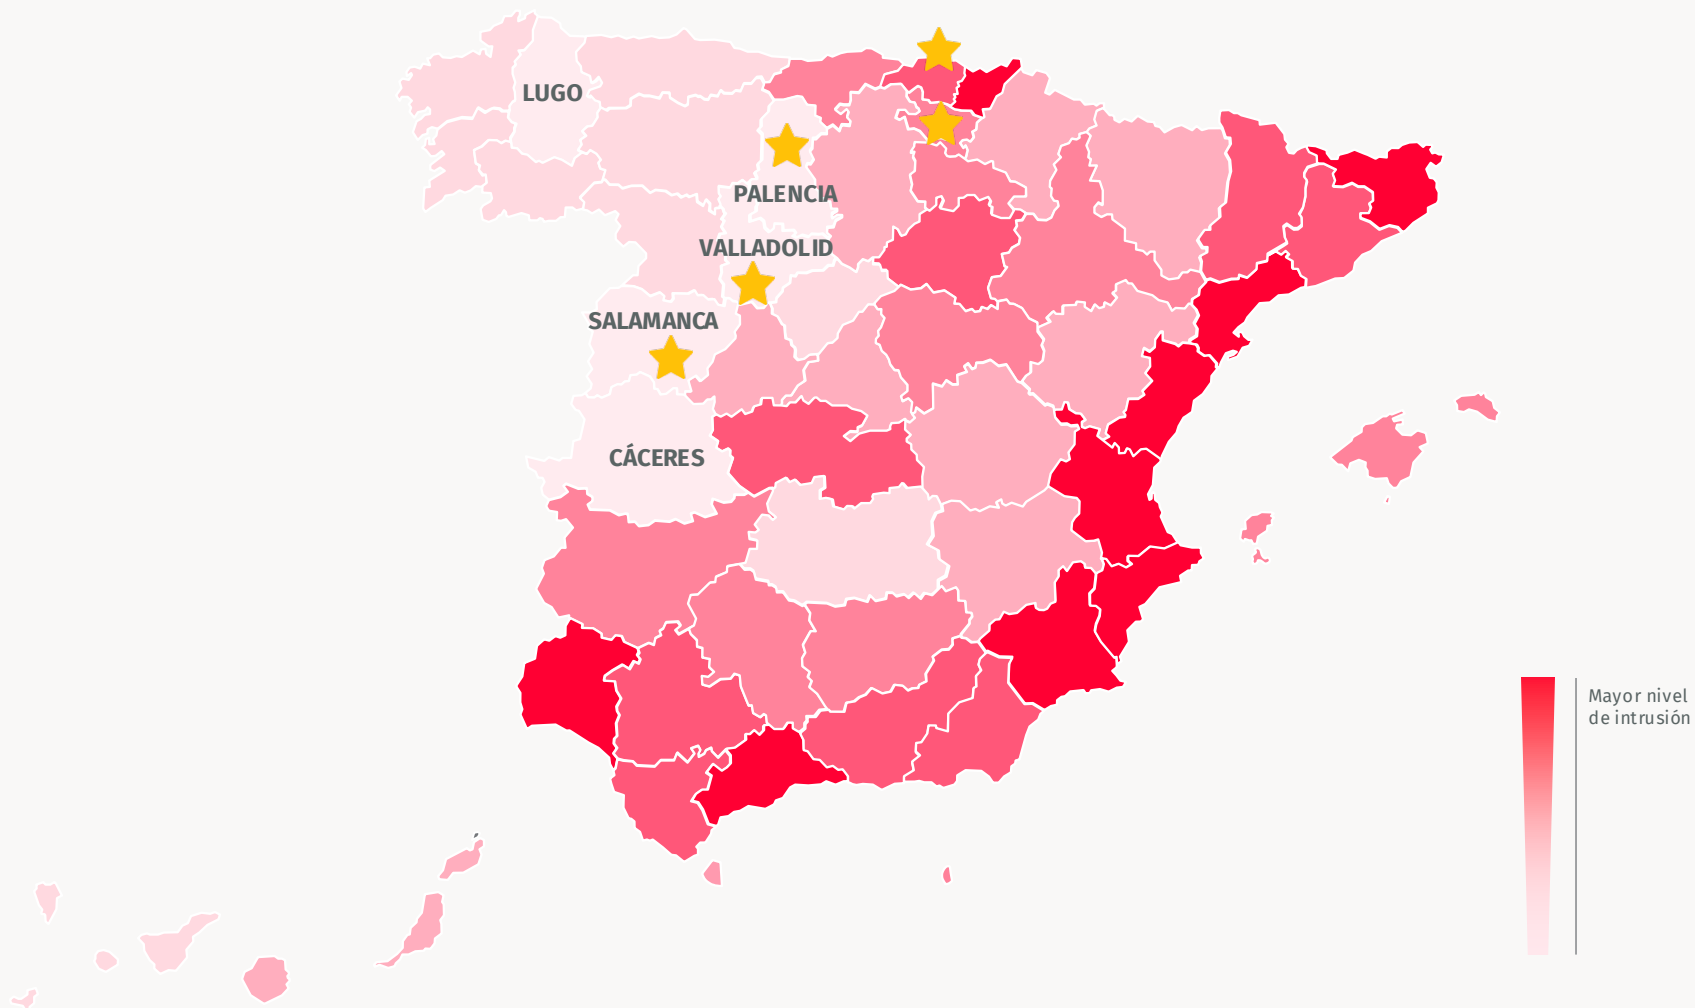 LUGO
PALENCIA
VALLADOLID
SALAMANCA
CÁCERES
Mayor nivel
de intrusión